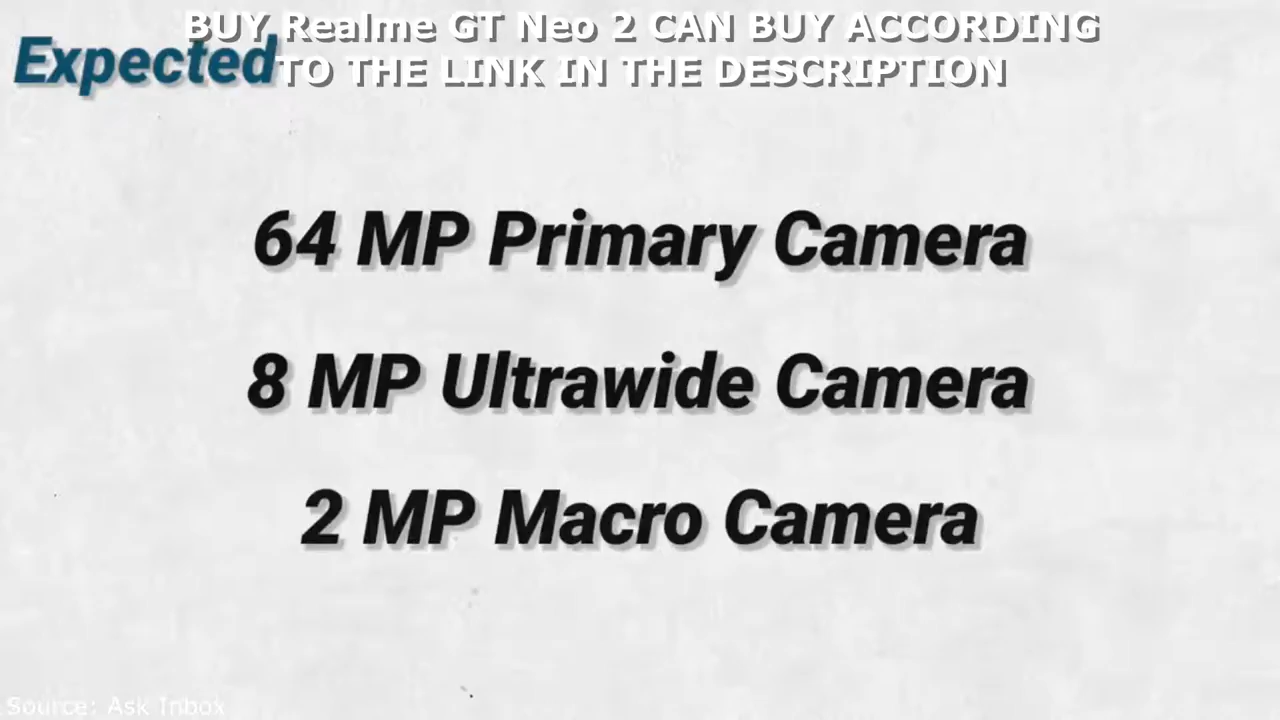 BUY Realme GT Neo 2 CAN BUY ACCORDING
TO THE LINK IN THE DESCRIPTION
Expected
64 MP Primary Camera
8 MP Ultrawide Camera
2 MP Macro Camera
Source: Ask Inbox